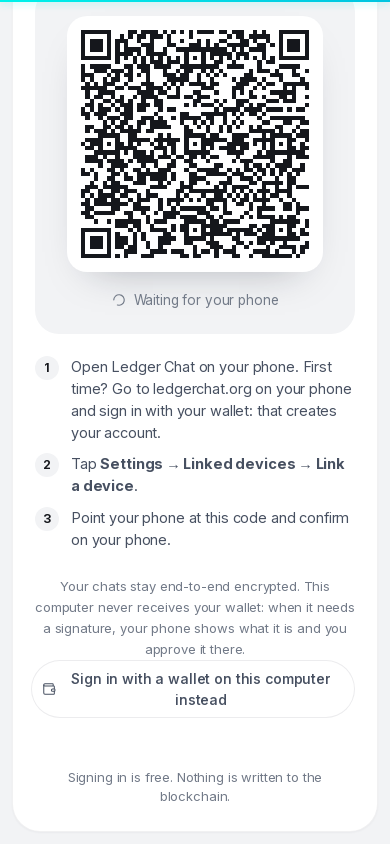 Waiting for your phone
1 Open Ledger Chat on your phone. First
time? Go to ledgerchat.org on your phone
and sign in with your wallet: that creates
your account.
2 Tap Settings → Linked devices → Link
a device.
3 Point your phone at this code and confirm
on your phone.
Your chats stay end-to-end encrypted. This
computer never receives your wallet: when it needs
a signature, your phone shows what it is and you
approve it there.
Sign in with a wallet on this computer
instead
Signing in is free. Nothing is written to the
blockchain.